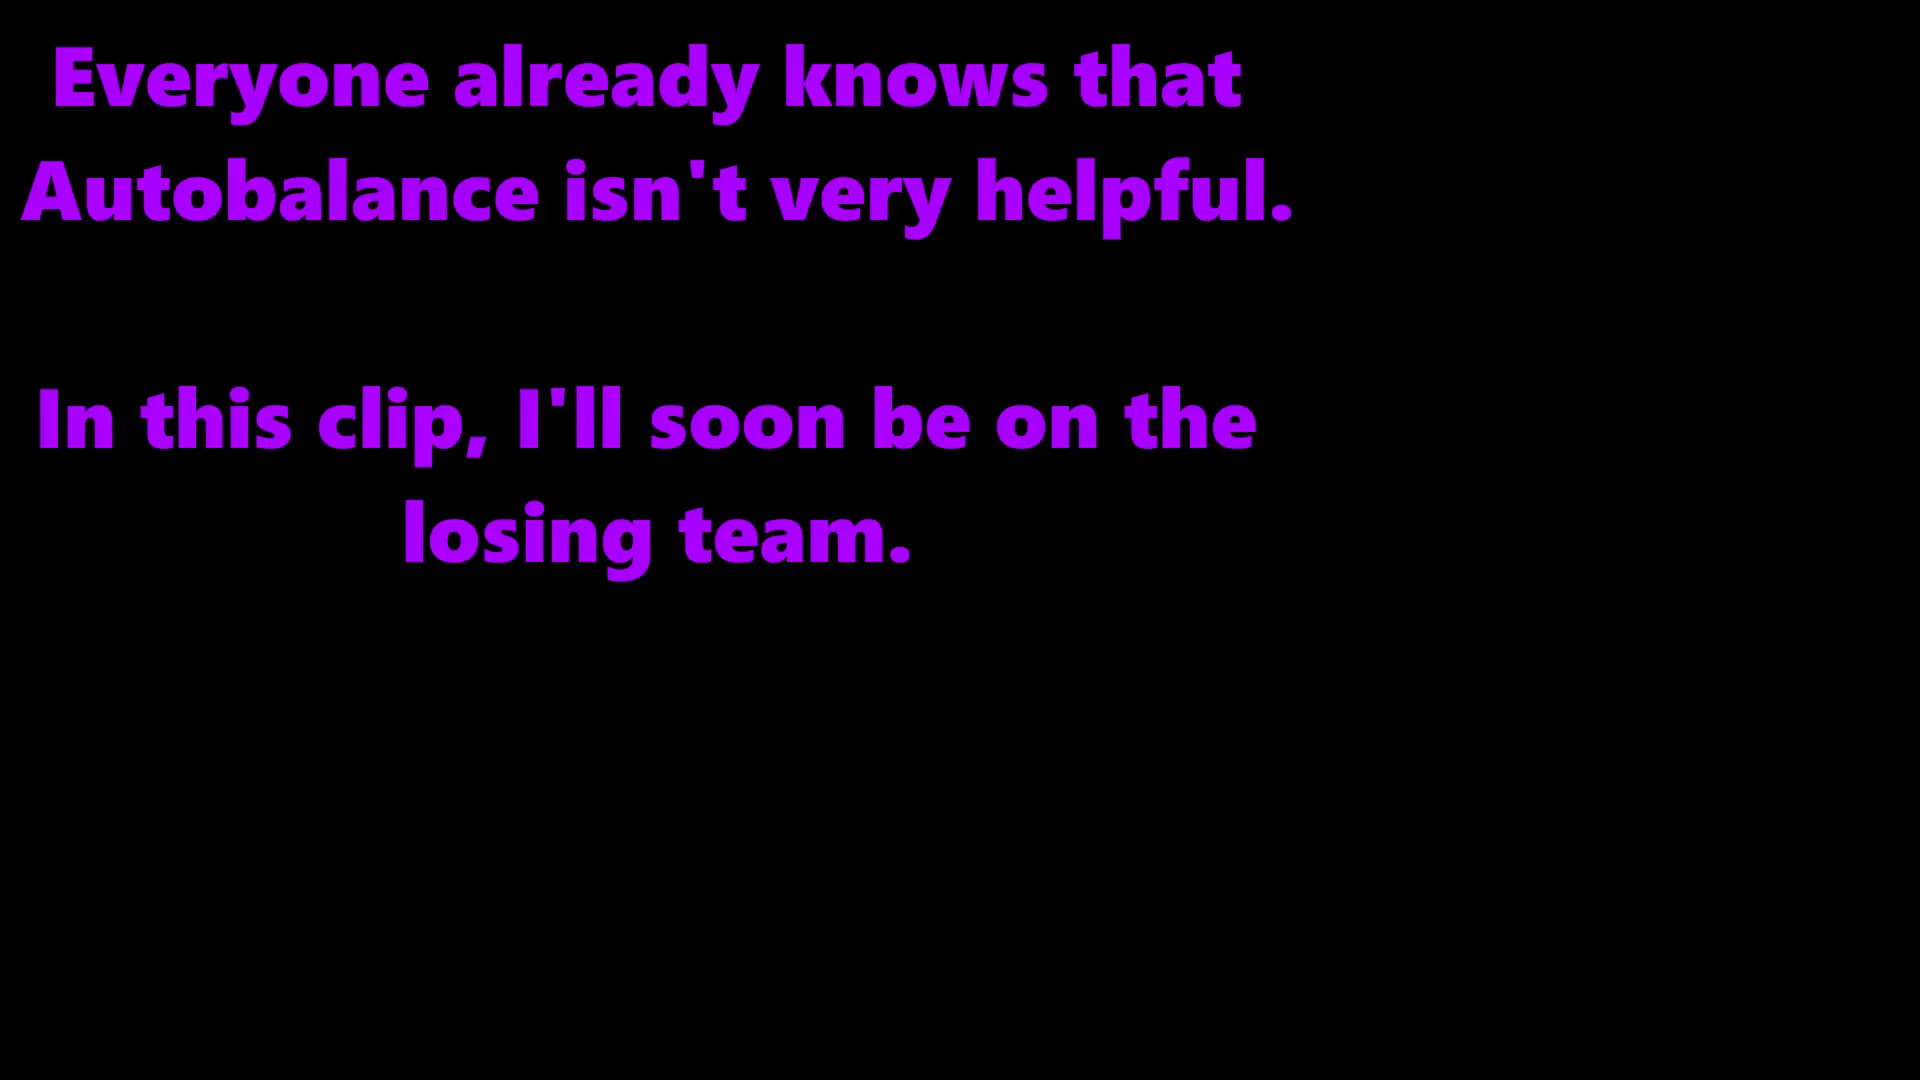 Everyone already knows that
Autobalance isn't very helpful.
In this clip, I'll soon be on the
losing team.